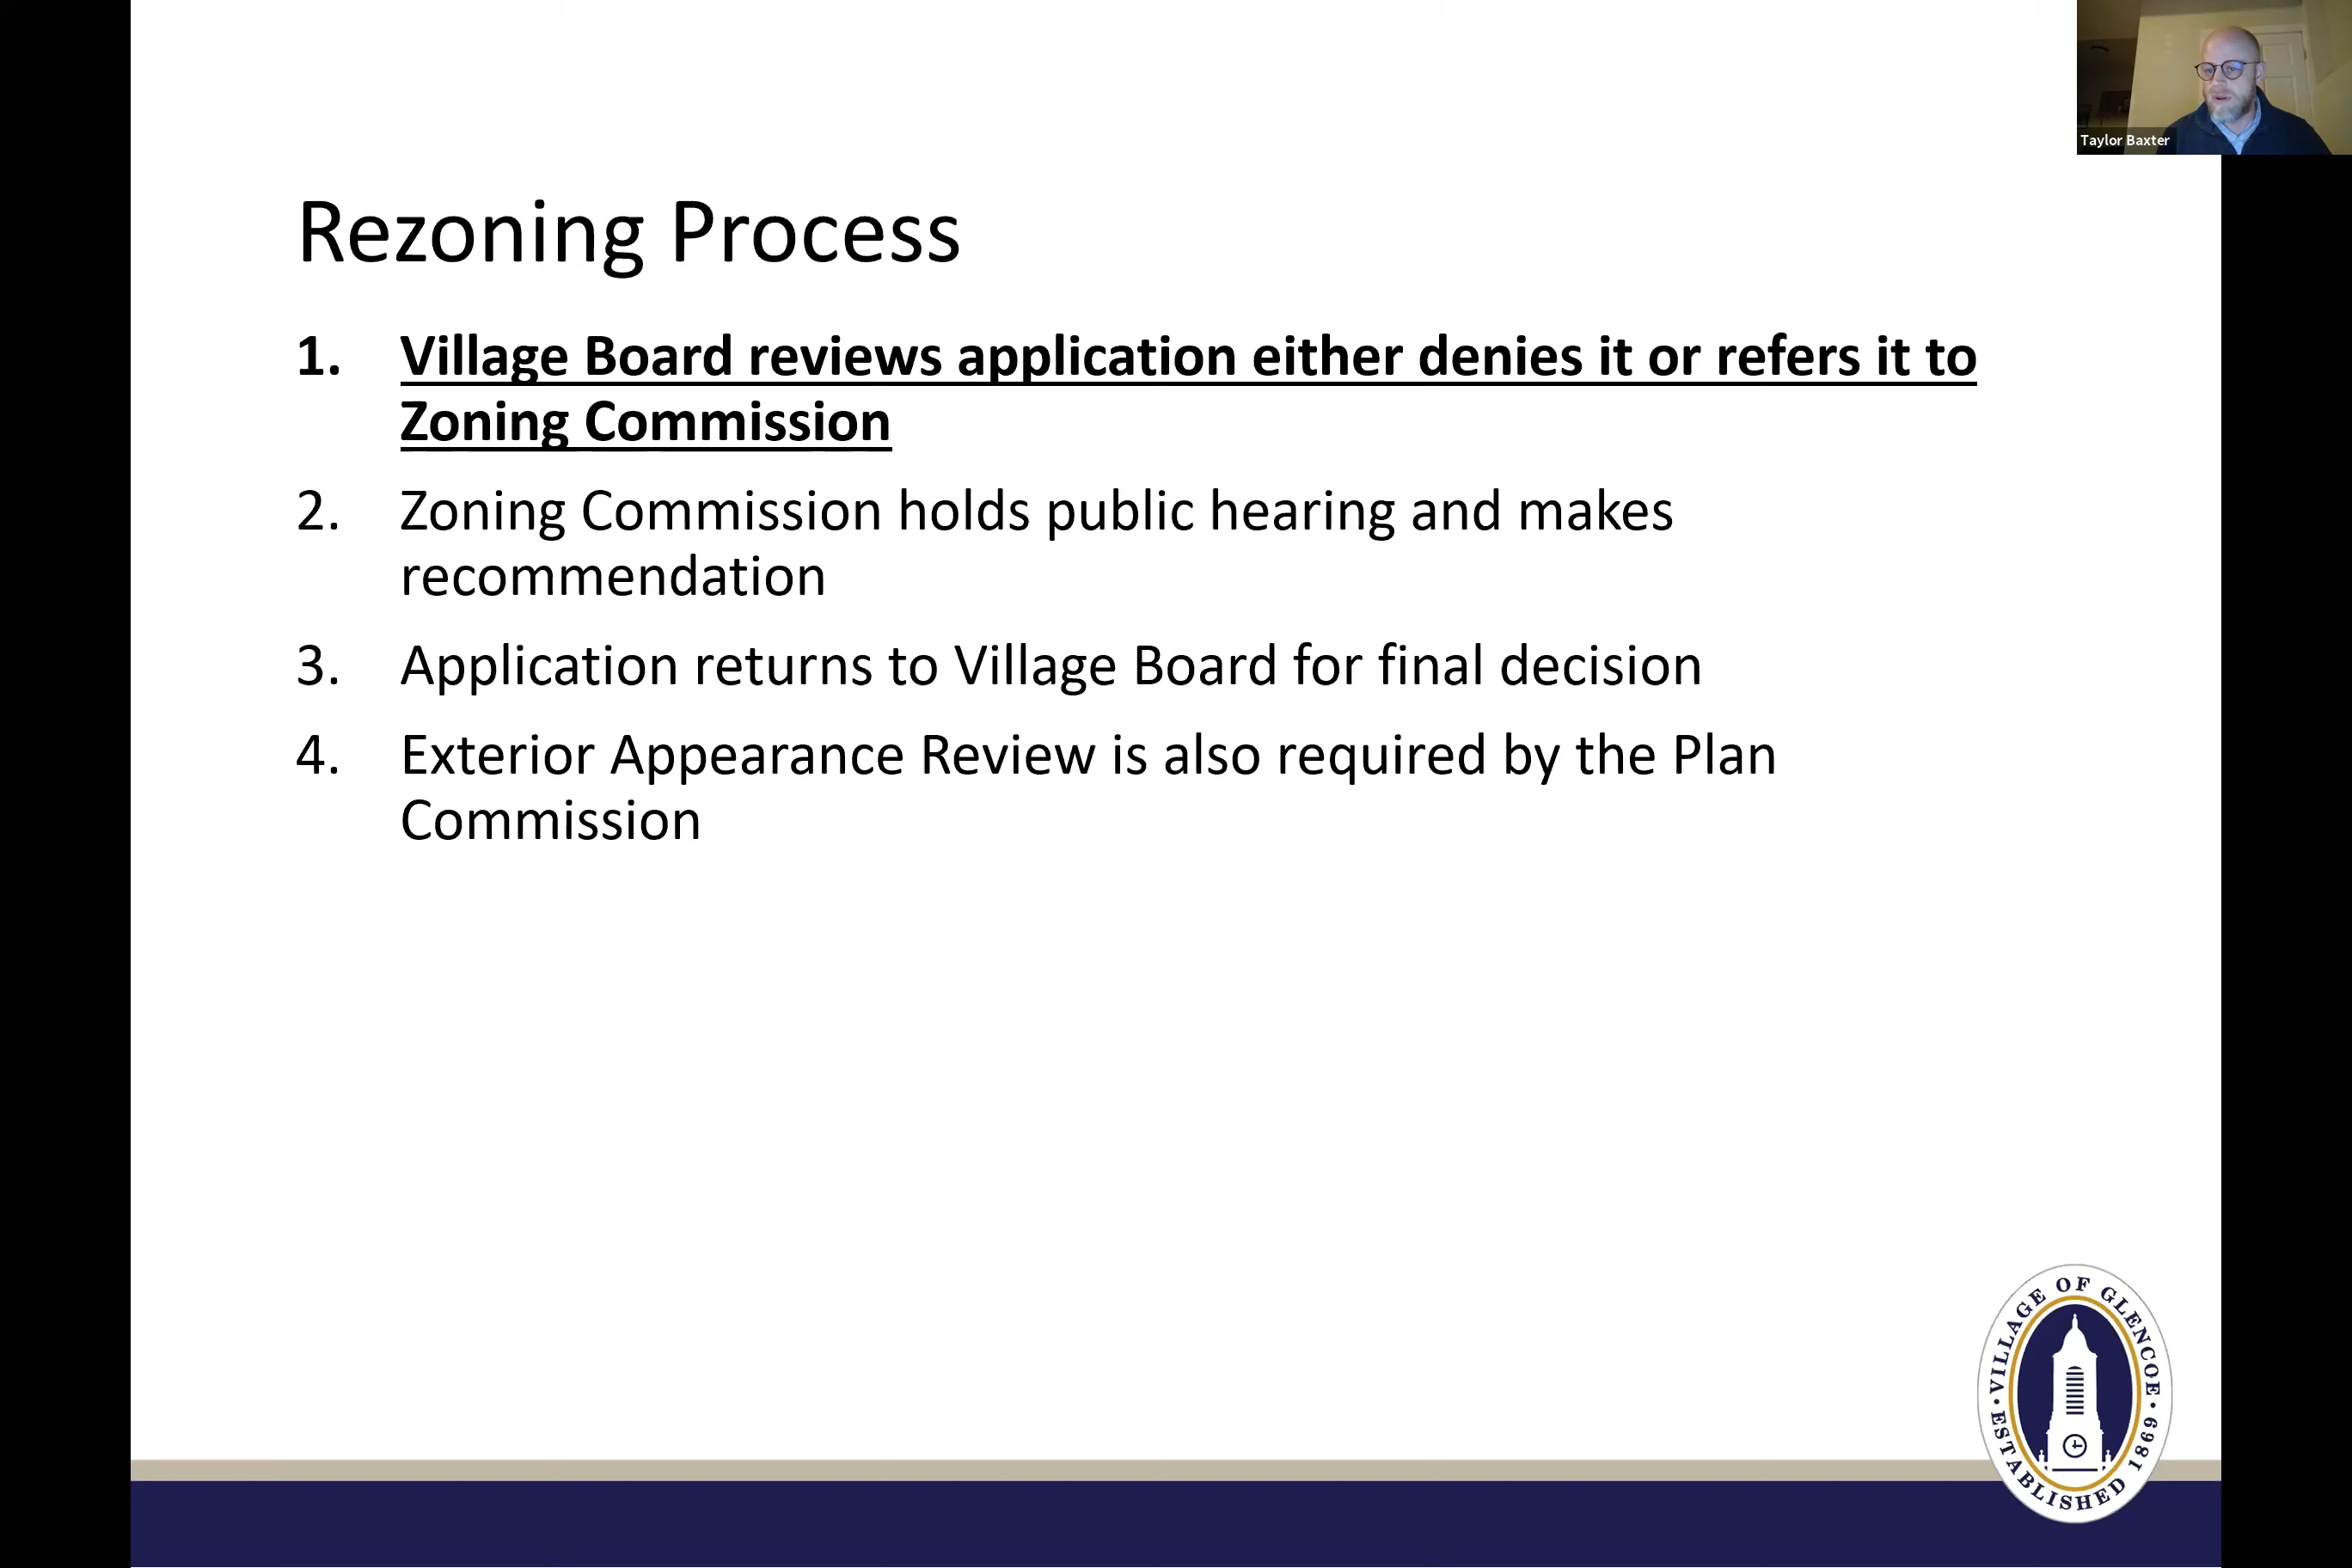 Taylor Baxter
Rezoning Process
1. Village Board reviews application either denies it or refers it to
Zoning Commission
2. Zoning Commission holds public hearing and makes
recommendation
3. Application returns to Village Board for final decision
4. Exterior Appearance Review is also required by the Plan
Commission
VILLAGE OF GLENCOE
ESTABLISHED 1869